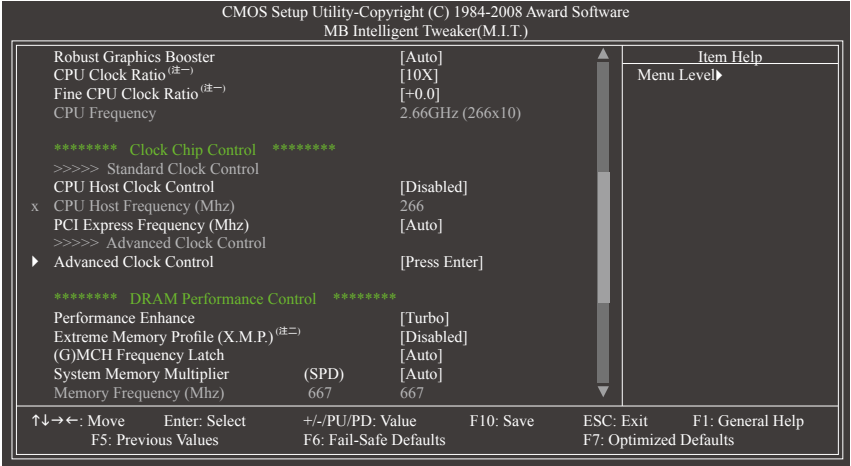 CMOS Setup Utility-Copyright (C) 1984-2008 Award Software
MB Intelligent Tweaker(M.I.T.)
Robust Graphics Booster [Auto]
CPU Clock Ratio (注一) [10X]
Fine CPU Clock Ratio (注一) [+0.0]
CPU Frequency 2.66GHz (266x10)
******** Clock Chip Control ********
>>>>> Standard Clock Control
CPU Host Clock Control [Disabled]
x CPU Host Frequency (Mhz) 266
PCI Express Frequency (Mhz) [Auto]
>>>>> Advanced Clock Control
Advanced Clock Control [Press Enter]
******** DRAM Performance Control ********
Performance Enhance [Turbo]
Extreme Memory Profile (X.M.P.) (注二) [Disabled]
(G)MCH Frequency Latch [Auto]
System Memory Multiplier (SPD) [Auto]
Memory Frequency (Mhz) 667 667
Item Help
Menu Level
↑↓→←: Move Enter: Select +/-/PU/PD: Value F10: Save ESC: Exit F1: General Help
F5: Previous Values F6: Fail-Safe Defaults F7: Optimized Defaults